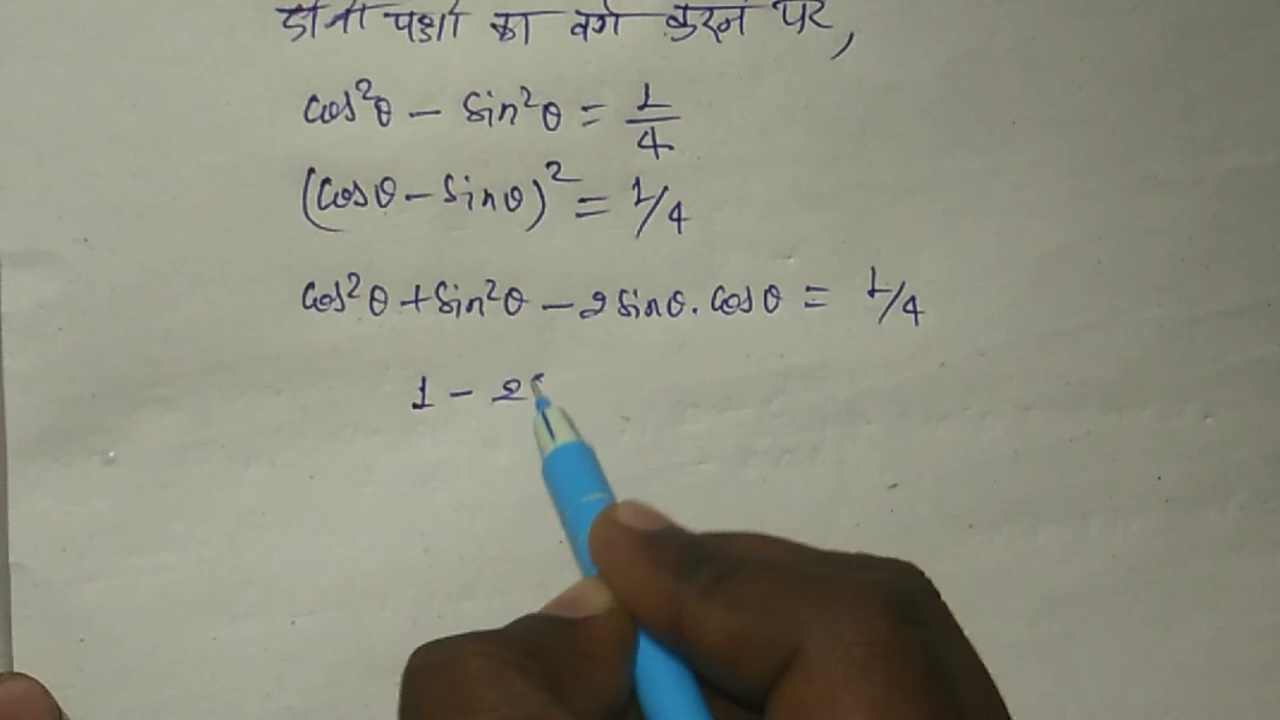 दोनो पक्षो का वर्ग करने पर,
cos²θ – sin²θ = 1/4
(cosθ – sinθ)² = 1/4
cos²θ + sin²θ – 2 sinθ. cosθ = 1/4
1 – 2